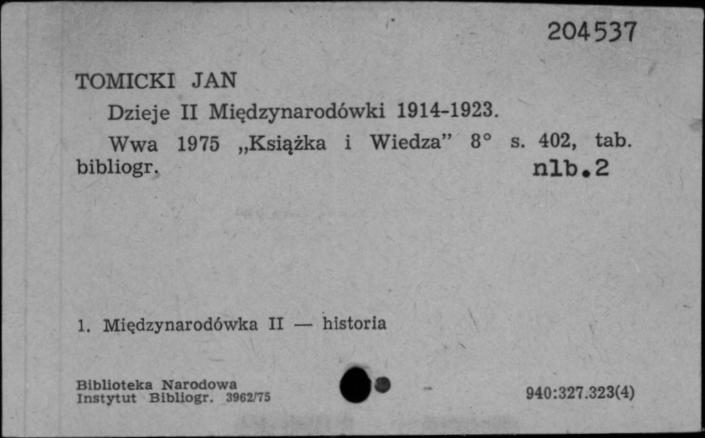 204537
TOMICKI JAN
Dzieje II Międzynarodówki 1914-1923.
Wwa 1975 „Książka i Wiedza” 8° s. 402, tab.
bibliogr. nlb.2
1. Międzynarodówka II — historia
Biblioteka Narodowa
Instytut Bibliogr. 3962/75 940:327.323(4)